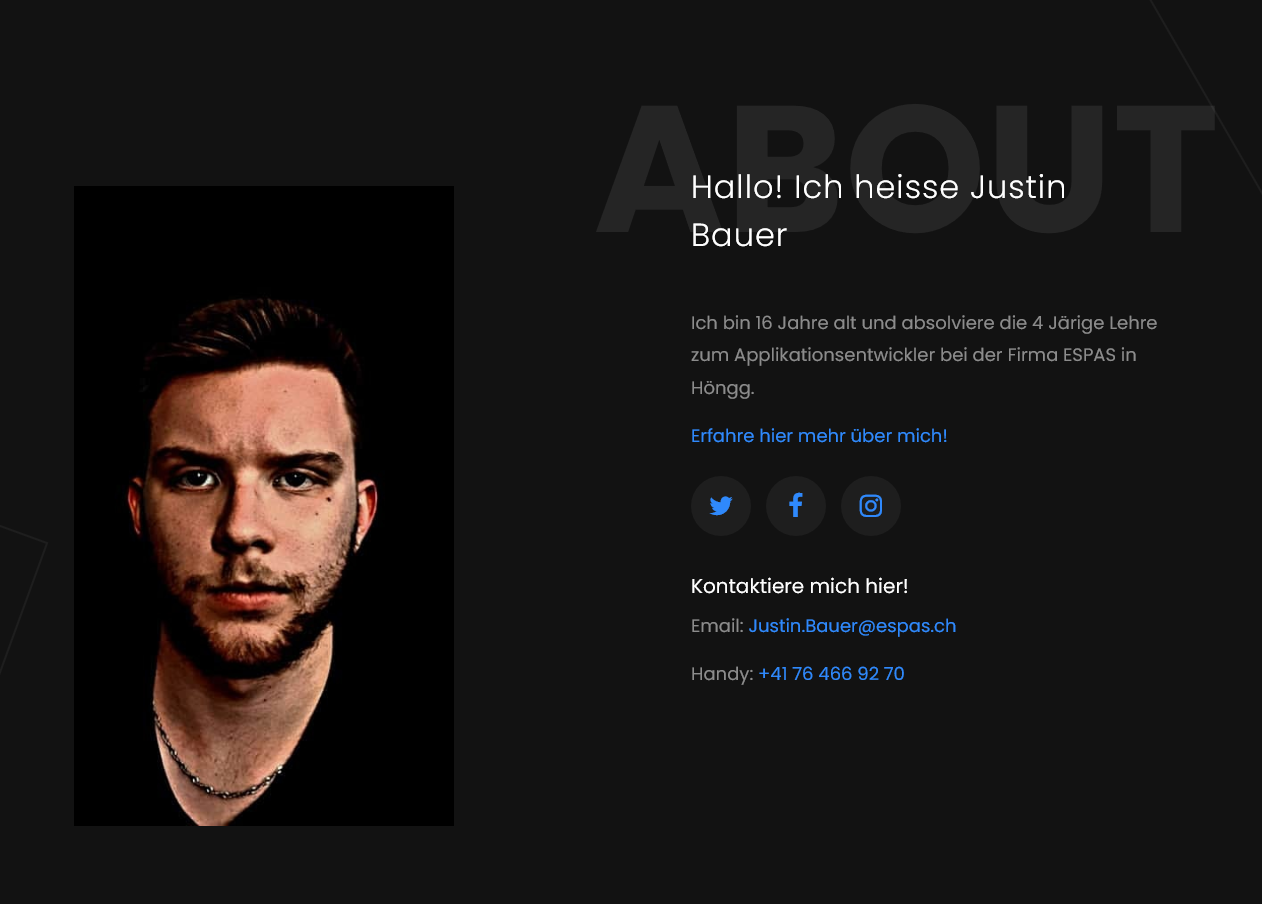 ABOUT
Hallo! Ich heisse Justin
Bauer
Ich bin 16 Jahre alt und absolviere die 4 Järige Lehre
zum Applikationsentwickler bei der Firma ESPAS in
Höngg.
Erfahre hier mehr über mich!
Kontaktiere mich hier!
Email: Justin.Bauer@espas.ch
Handy: +41 76 466 92 70